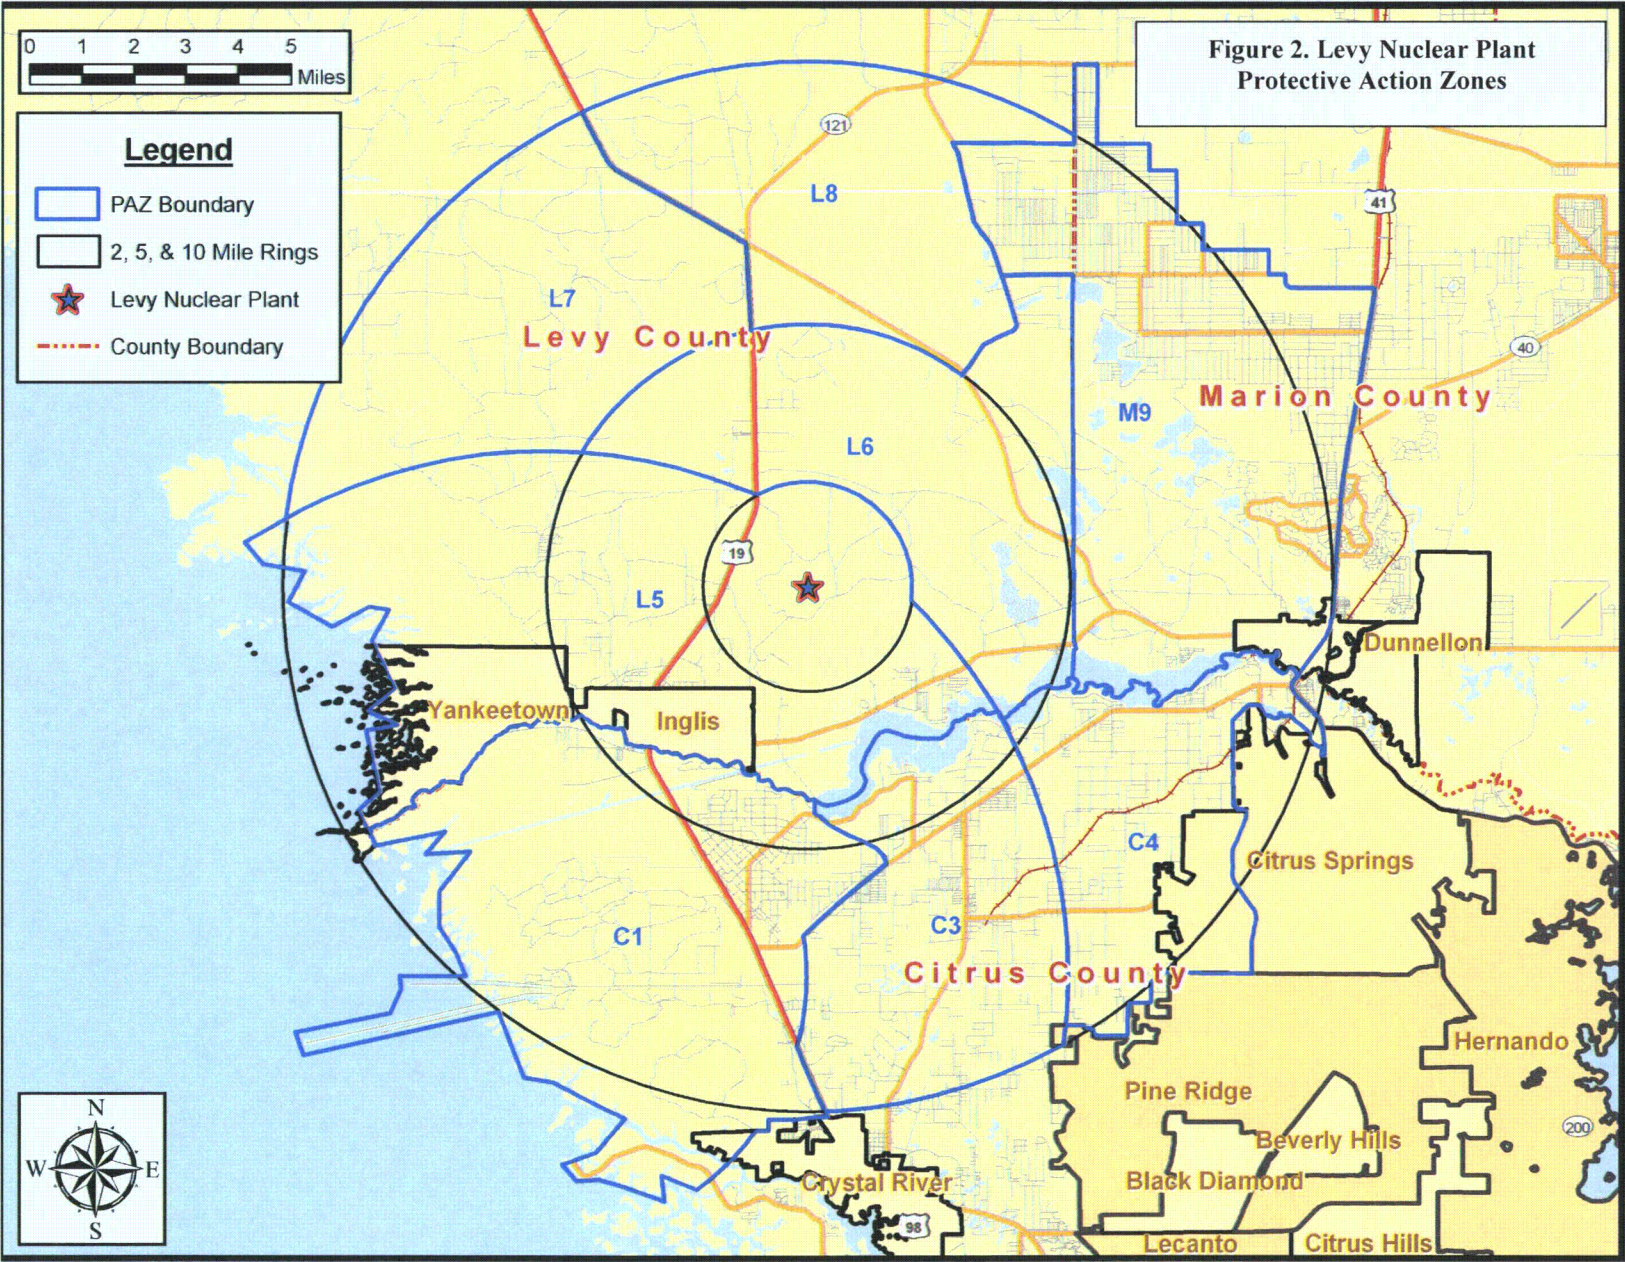 0 1 2 3 4 5
Miles
Figure 2. Levy Nuclear Plant
Protective Action Zones
Legend
PAZ Boundary
2, 5, & 10 Mile Rings
Levy Nuclear Plant
County Boundary
121
L8
41
L7
Levy County
40
Marion County
M9
L6
19
L5
Dunnellon
Yankeetown
Inglis
C4
Citrus Springs
C3
C1
Citrus County
Hernando
Pine Ridge
N
W E
S
200
Beverly Hills
Black Diamond
Crystal River
98
Lecanto
Citrus Hills